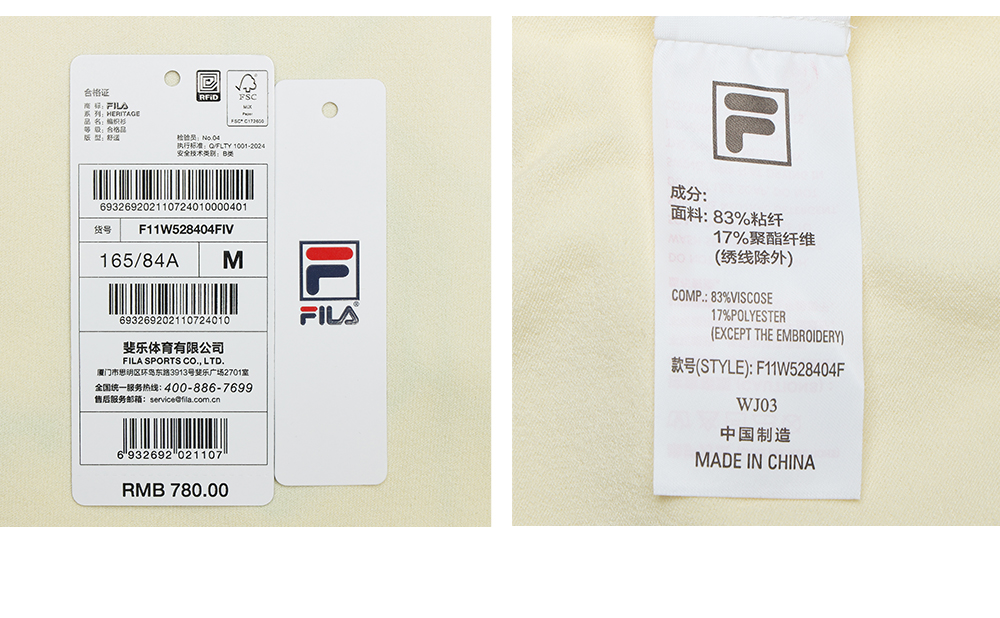 合格证
商 标: FILA
系 列: HERITAGE
品 名: 梭织衫
等 级: 合格品
版 型: 舒适
RFID
FSC
MIX
Paper
FSC® C173600
检验员: No.04
执行标准: Q/FLTY 1001-2024
安全技术类别: B类
693269202110724010000401
货号 F11W528404FIV
165/84A M
693269202110724010
斐乐体育有限公司
FILA SPORTS CO., LTD.
厦门市思明区环岛东路3913号斐乐广场2701室
全国统一服务热线: 400-886-7699
售后服务邮箱: service@fila.com.cn
6 932692 021107
RMB 780.00
FILA®
成分:
面料: 83%粘纤
17%聚酯纤维
(绣线除外)
COMP.: 83%VISCOSE
17%POLYESTER
(EXCEPT THE EMBROIDERY)
款号(STYLE): F11W528404F
WJ03
中国制造
MADE IN CHINA